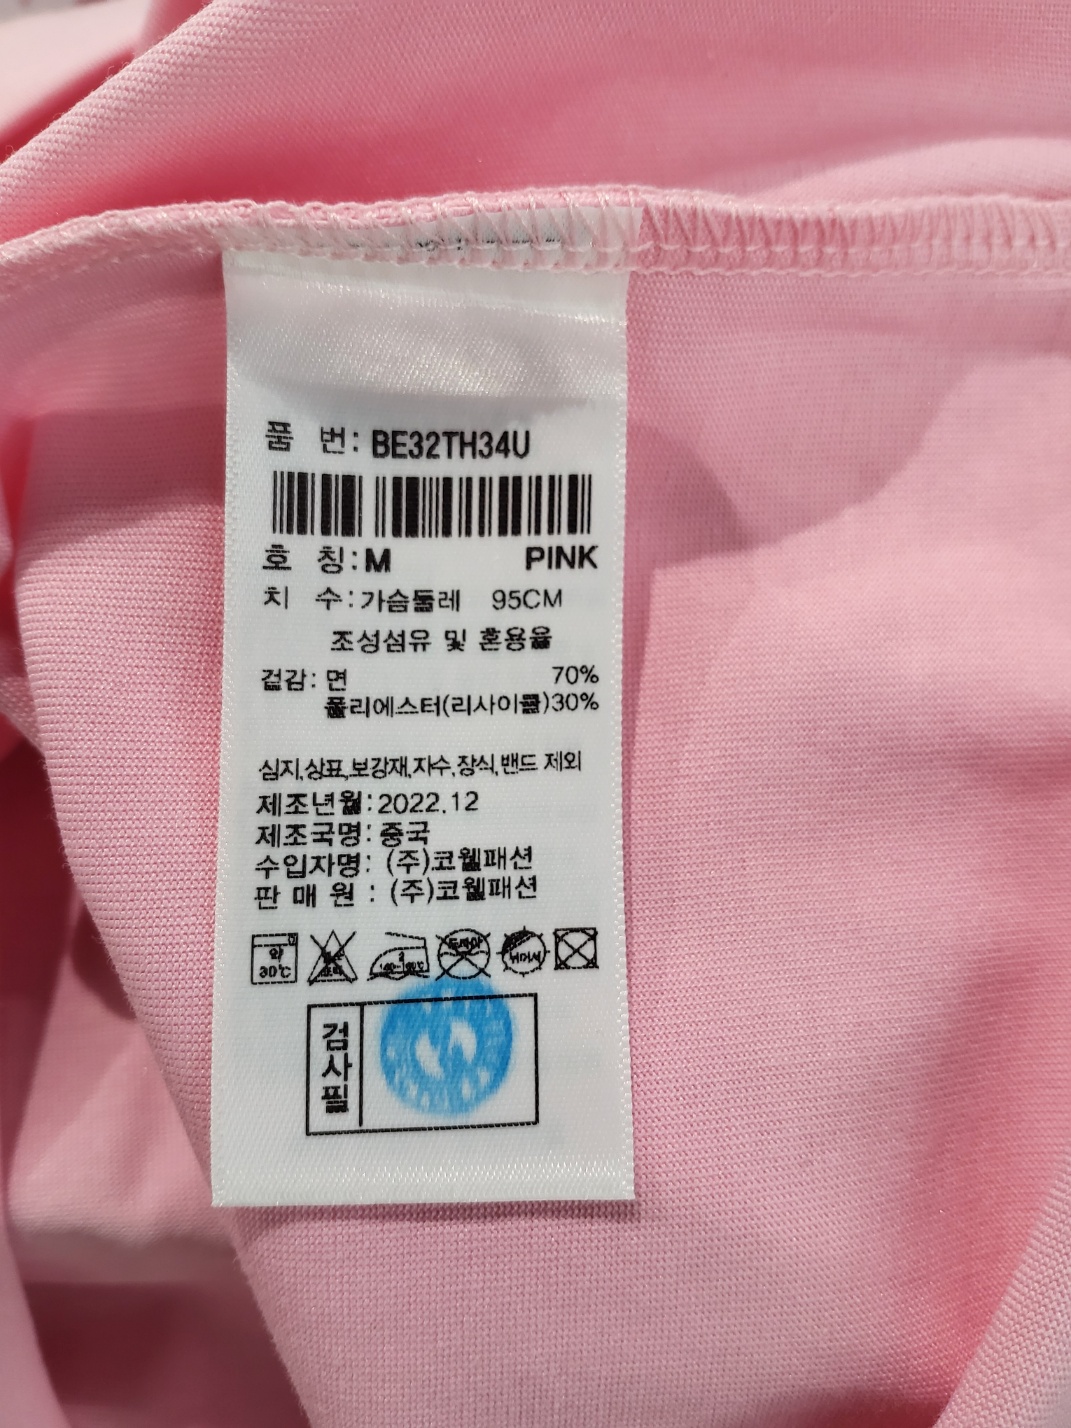 품 번: BE32TH34U
호 칭: M PINK
치 수: 가슴둘레 95CM
조성섬유 및 혼용율
겉감: 면 70%
폴리에스터(리사이클)30%
심지,상표,보강재,자수,장식,밴드 제외
제조년월: 2022.12
제조국명: 중국
수입자명: (주)코웰패션
판 매 원 : (주)코웰패션
약 30℃
검사필